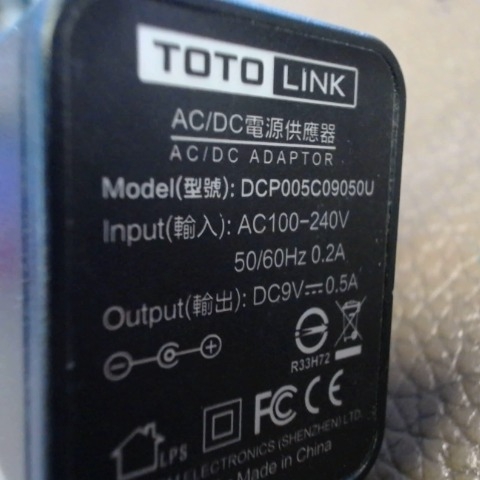 TOTO LINK
AC/DC電源供應器
AC/DC ADAPTOR
Model(型號): DCP005C09050U
Input(輸入): AC100-240V
50/60Hz 0.2A
Output(輸出): DC9V⎓0.5A
R33H72
LPS
FC CE
ELECTRONICS (SHENZHEN) LTD.
Made in China